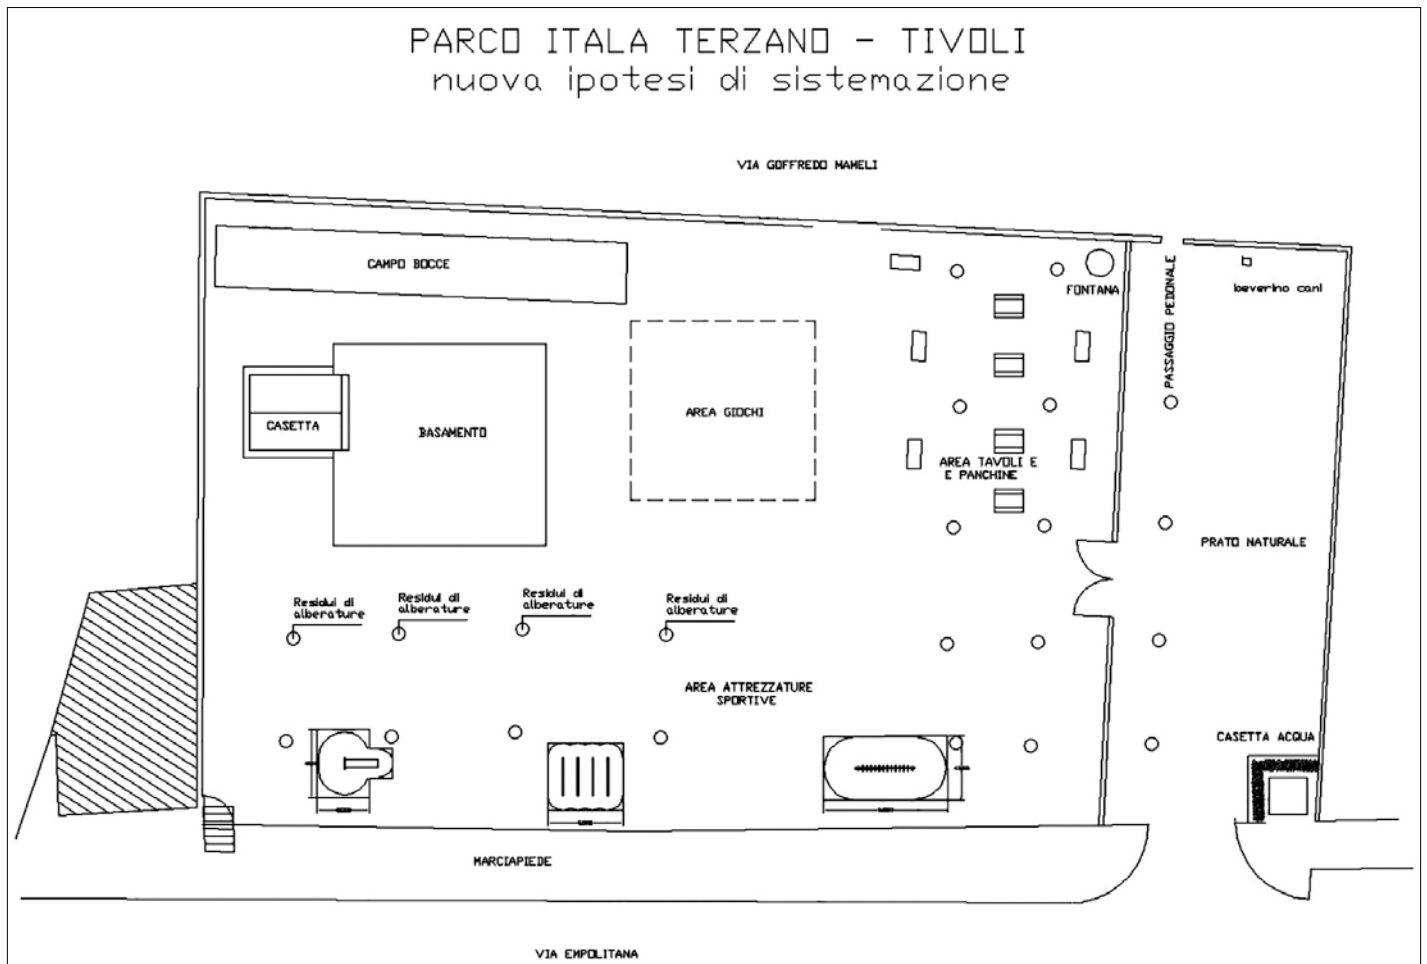 PARCO ITALA TERZANO - TIVOLI
nuova ipotesi di sistemazione
VIA GOFFREDO MAMELI
CAMPO BOCCE
FONTANA
PASSAGGIO PEDONALE
beverino cani
CASETTA
BASAMENTO
AREA GIOCHI
AREA TAVOLI E
E PANCHINE
PRATO NATURALE
Residui di
alberature
Residui di
alberature
Residui di
alberature
Residui di
alberature
AREA ATTREZZATURE
SPORTIVE
CASETTA ACQUA
MARCIAPIEDE
VIA EMPOLITANA